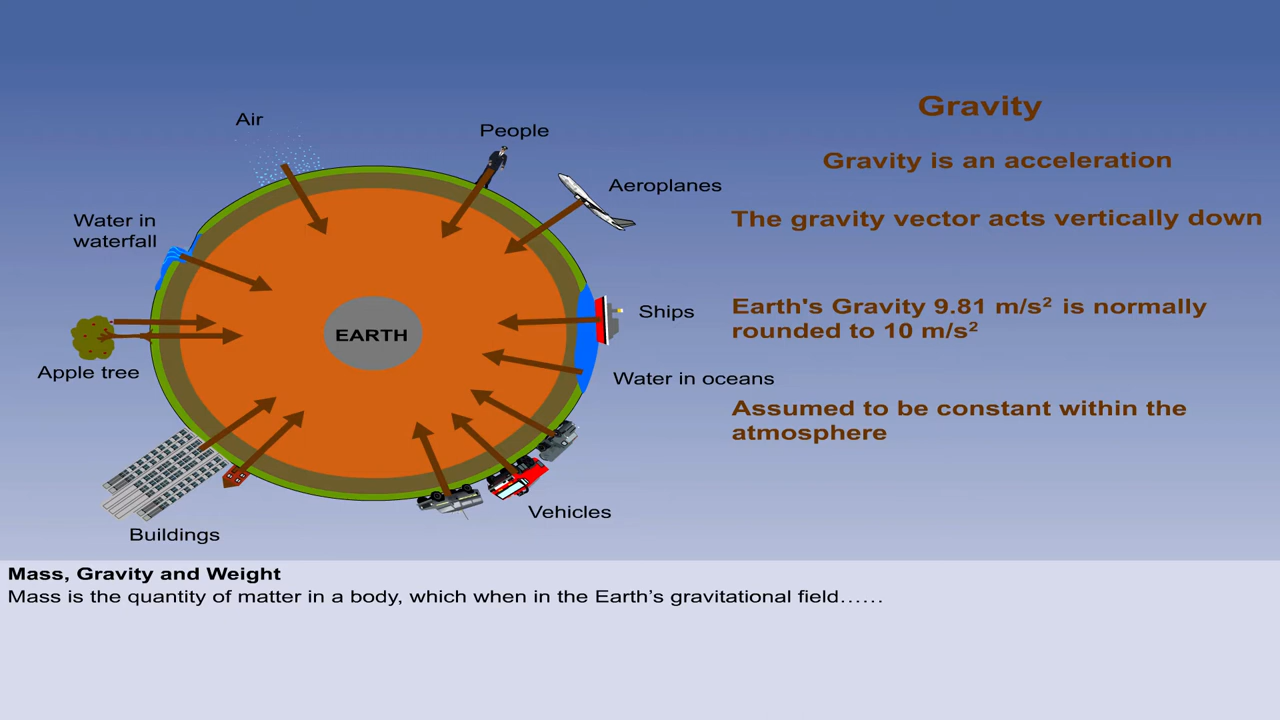 Gravity
Gravity is an acceleration
The gravity vector acts vertically down
Earth's Gravity 9.81 m/s² is normally
rounded to 10 m/s²
Assumed to be constant within the
atmosphere
Air
People
Aeroplanes
Water in
waterfall
Ships
EARTH
Apple tree
Water in oceans
Vehicles
Buildings
Mass, Gravity and Weight
Mass is the quantity of matter in a body, which when in the Earth’s gravitational field……